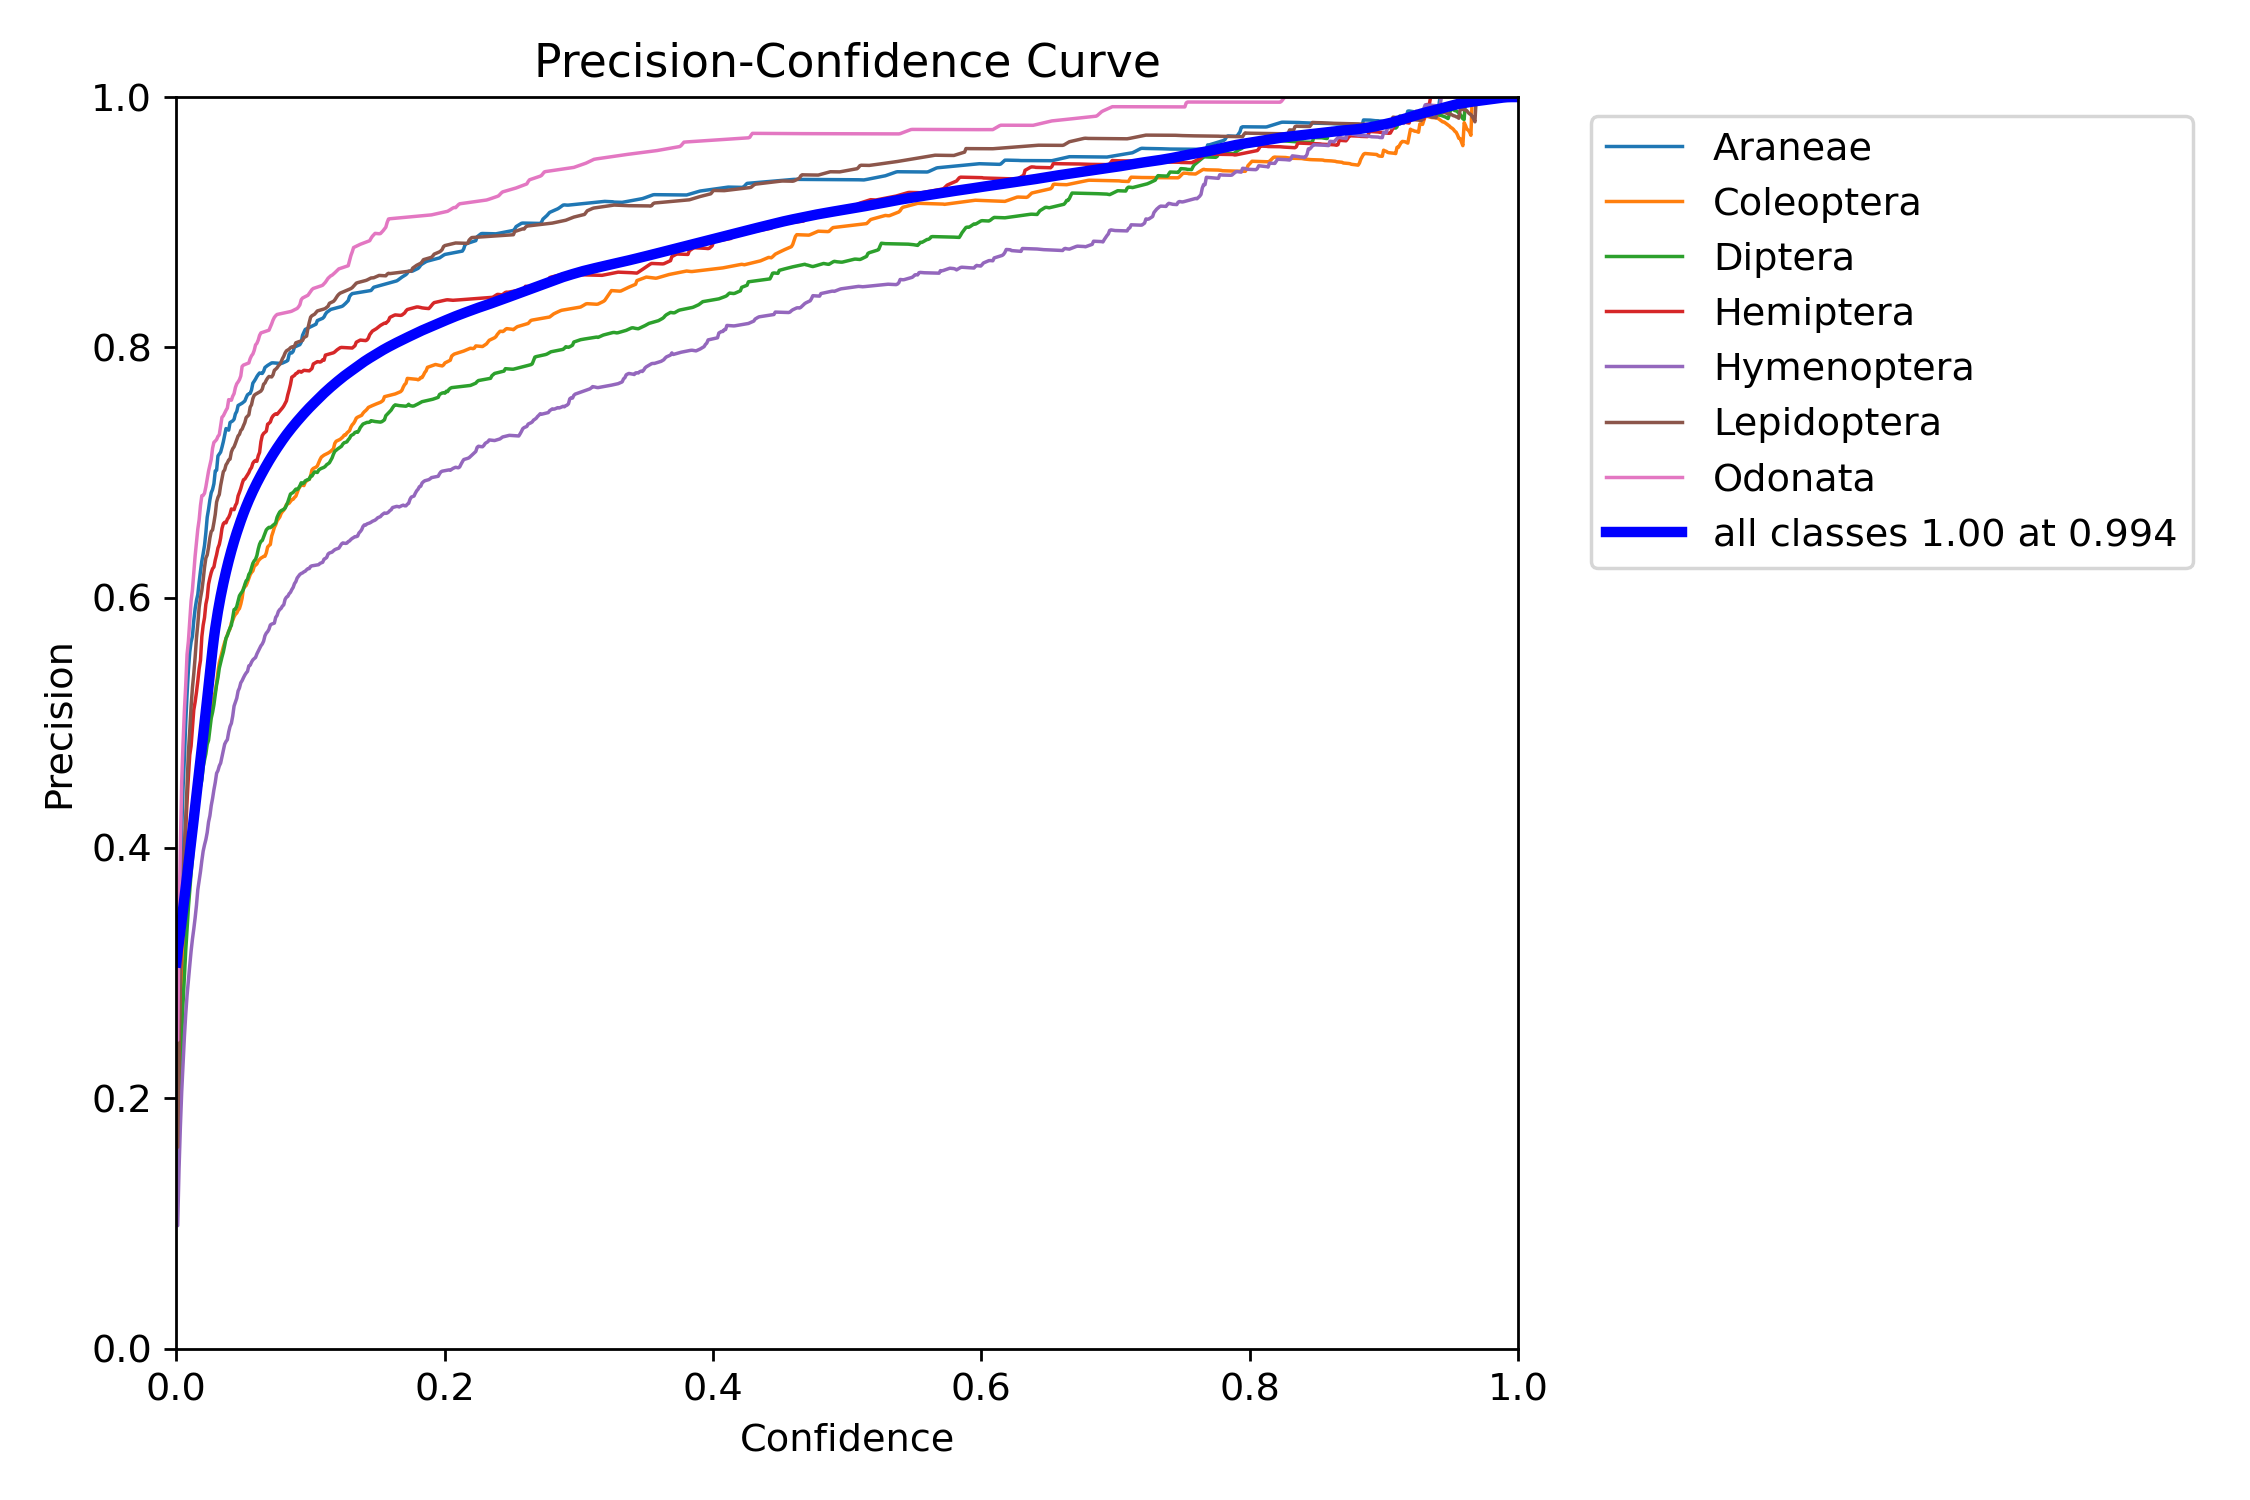 Precision-Confidence Curve
1.0
0.8
0.6
0.4
0.2
0.0
Precision
0.0 0.2 0.4 0.6 0.8 1.0
Confidence
Araneae
Coleoptera
Diptera
Hemiptera
Hymenoptera
Lepidoptera
Odonata
all classes 1.00 at 0.994